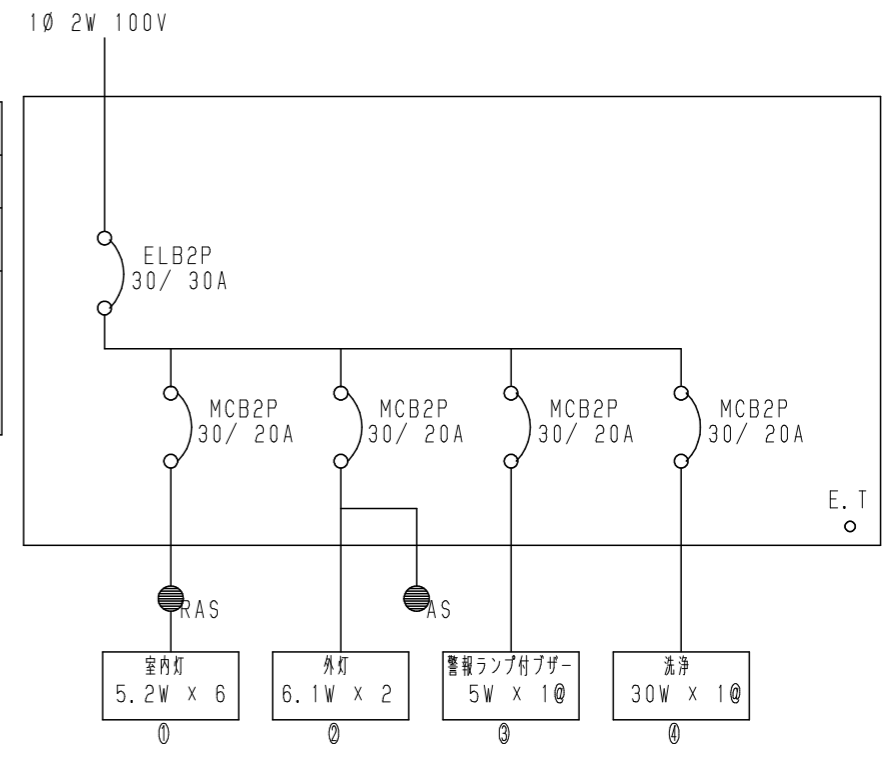 1Ø 2W 100V
ELB2P
30/ 30A
MCB2P
30/ 20A
MCB2P
30/ 20A
MCB2P
30/ 20A
MCB2P
30/ 20A
E.T
RAS
AS
室内灯
5.2W × 6
①
外灯
6.1W × 2
②
警報ランプ付ブザー
5W × 1@
③
洗浄
30W × 1@
④